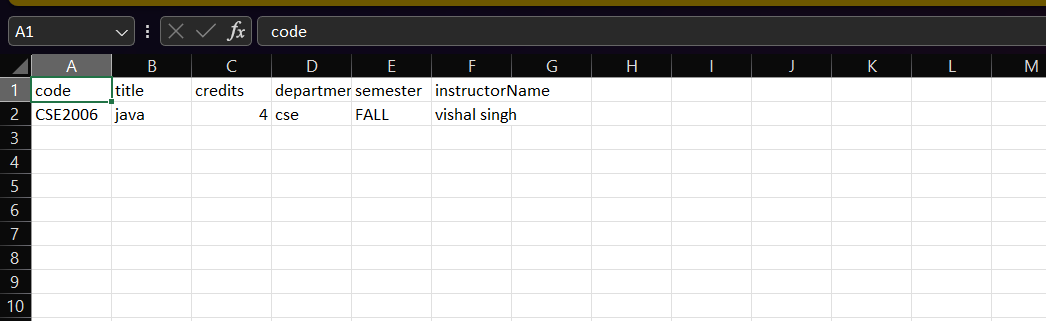 A1 fx code
A B C D E F G H I J K L M
1 code title credits departmer semester instructorName
2 CSE2006 java 4 cse FALL vishal singh
3
4
5
6
7
8
9
10